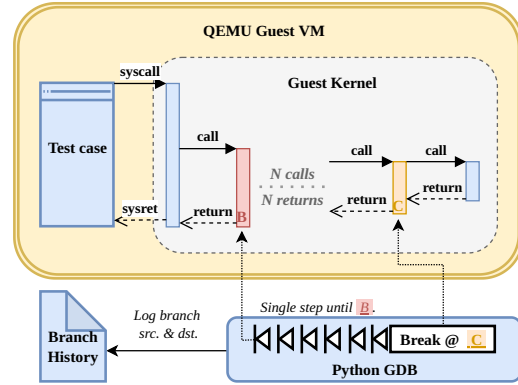 QEMU Guest VM
syscall
Guest Kernel
Test case
call
call
call
B
N calls
N returns
C
return
return
return
sysret
Log branch
src. & dst.
Single step until B.
Break @ C
Branch
History
Python GDB